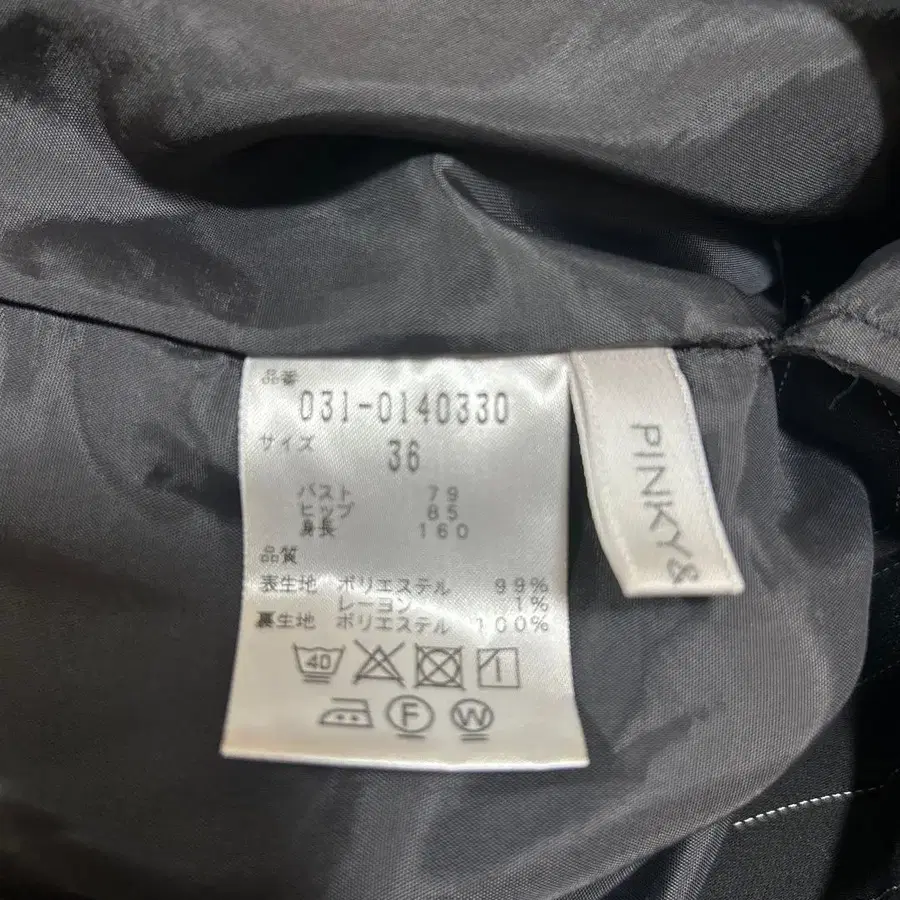 品番
031-0140330
サイズ
36
バスト 79
ヒップ 85
身長 160
品質
表生地 ポリエステル 99%
レーヨン 1%
裏生地 ポリエステル 100%
40
F W
PINKY&